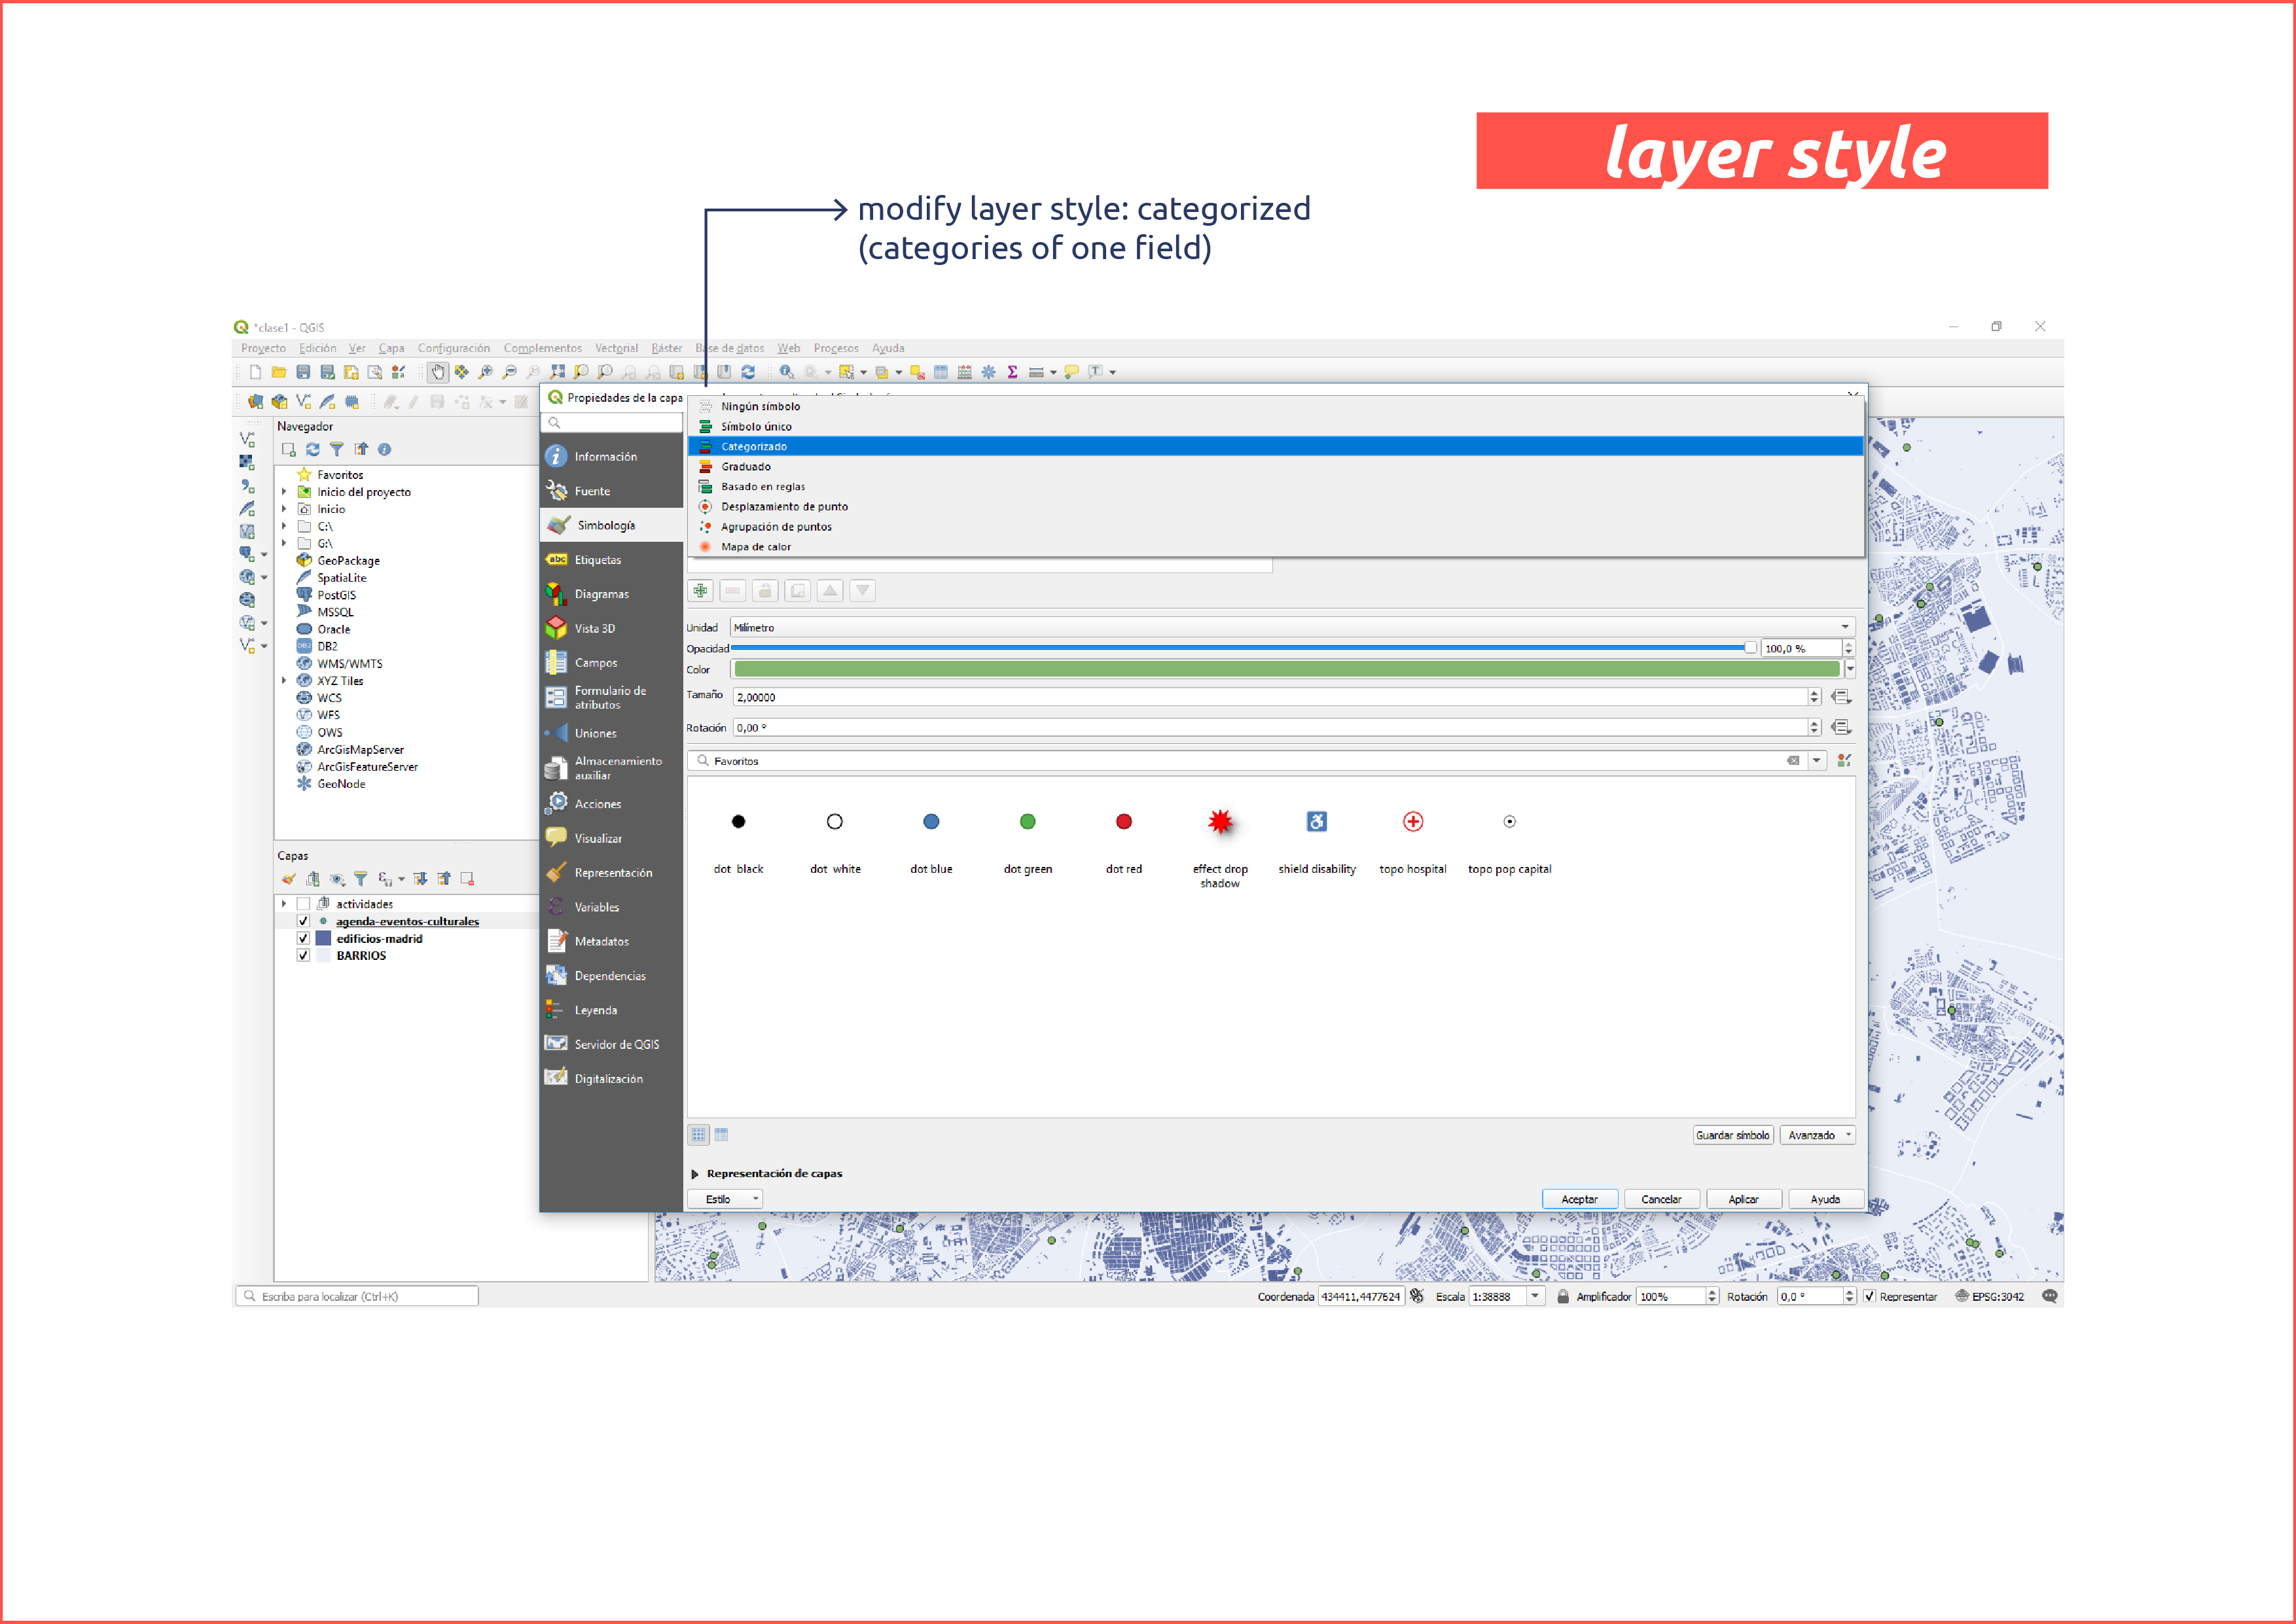 layer style
modify layer style: categorized
(categories of one field)
*clase1 - QGIS
Proyecto Edición Ver Capa Configuración Complementos Vectorial Ráster Base de datos Web Procesos Ayuda
Propiedades de la capa
Navegador
Favoritos
Inicio del proyecto
Inicio
C:\
G:\
GeoPackage
SpatiaLite
PostGIS
MSSQL
Oracle
DB2
WMS/WMTS
XYZ Tiles
WCS
WFS
OWS
ArcGisMapServer
ArcGisFeatureServer
GeoNode
Capas
actividades
agenda-eventos-culturales
edificios-madrid
BARRIOS
Información
Fuente
Simbología
abc Etiquetas
Diagramas
Vista 3D
Campos
Formulario de
atributos
Uniones
Almacenamiento
auxiliar
Acciones
Visualizar
Representación
Variables
Metadatos
Dependencias
Leyenda
Servidor de QGIS
Digitalización
Ningún símbolo
Símbolo único
Categorizado
Graduado
Basado en reglas
Desplazamiento de punto
Agrupación de puntos
Mapa de calor
Unidad Milímetro
Opacidad 100,0 %
Color
Tamaño 2,00000
Rotación 0,00 °
Favoritos
dot black dot white dot blue dot green dot red effect drop shield disability topo hospital topo pop capital
shadow
Guardar símbolo Avanzado
Representación de capas
Estilo Aceptar Cancelar Aplicar Ayuda
Escriba para localizar (Ctrl+K) Coordenada 434411,4477624 Escala 1:38888 Amplificador 100% Rotación 0,0 ° Representar EPSG:3042